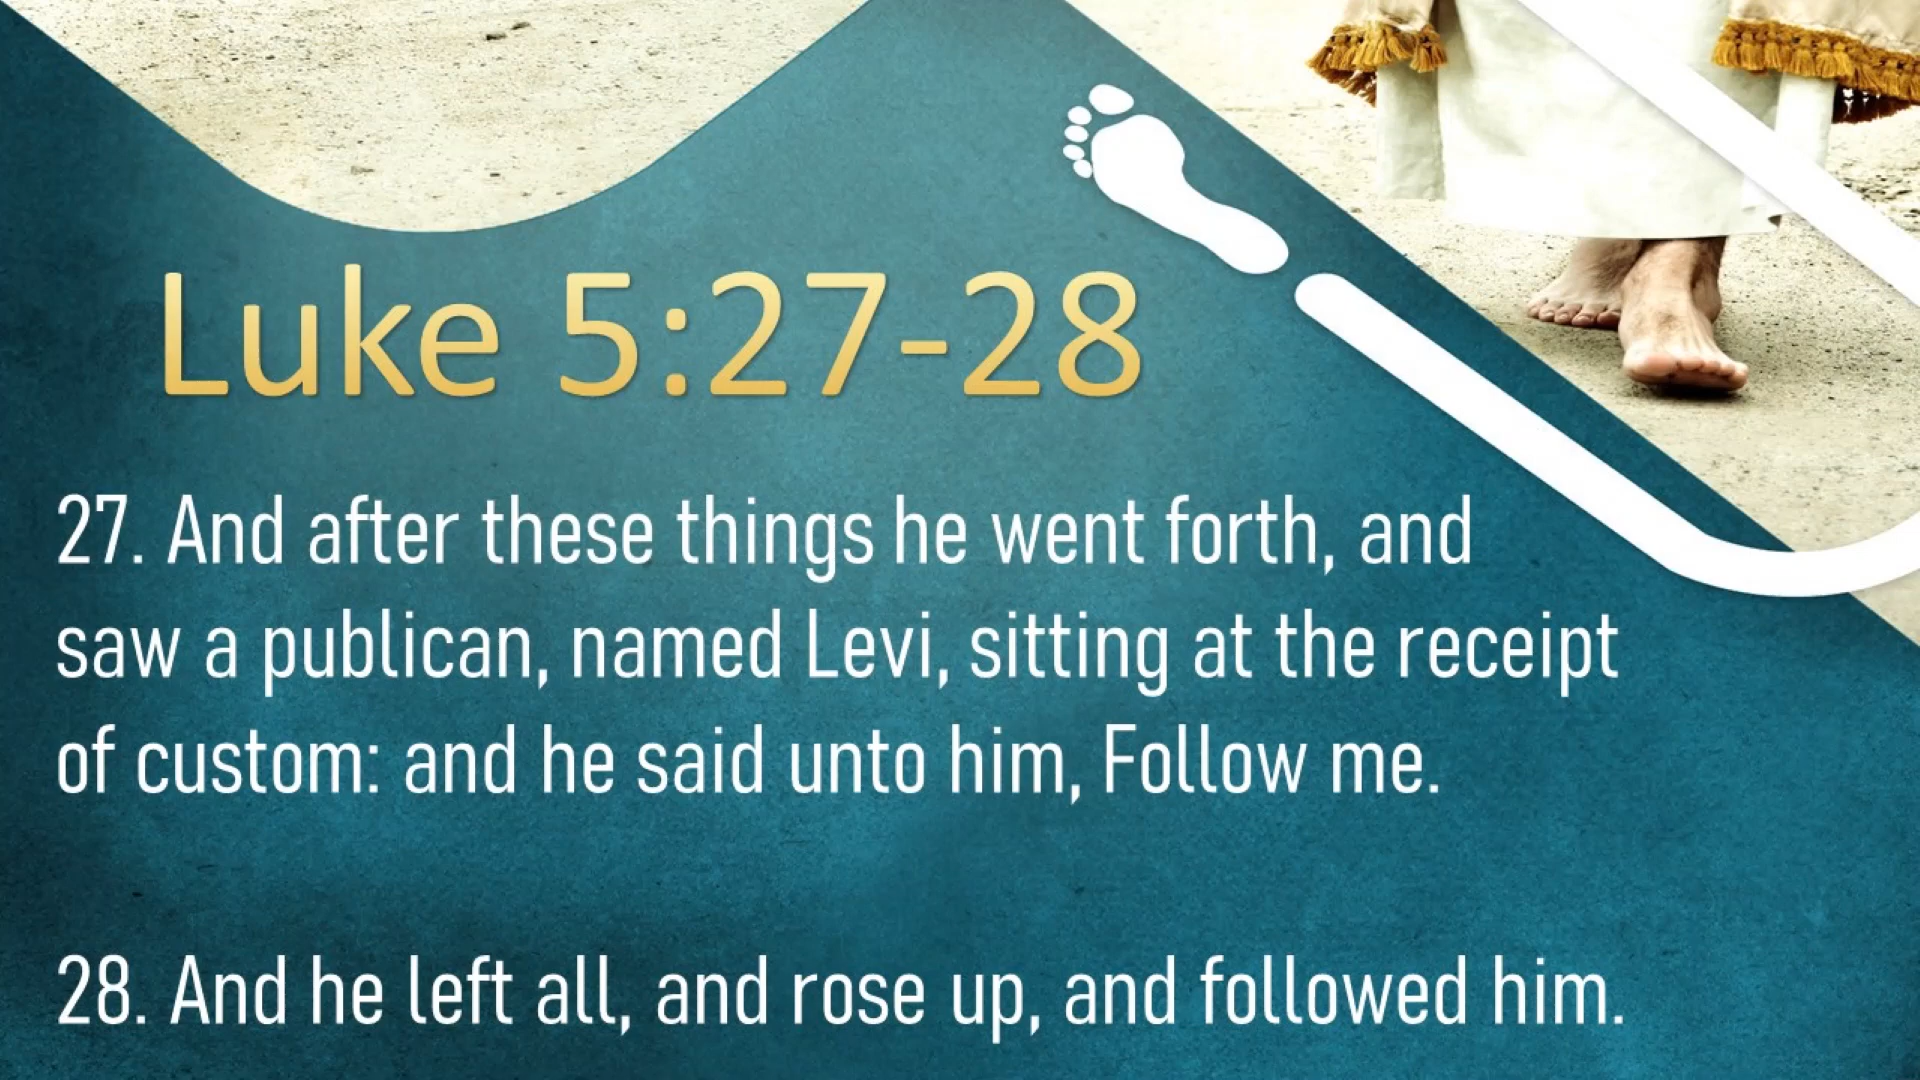 Luke 5:27-28
27. And after these things he went forth, and
saw a publican, named Levi, sitting at the receipt
of custom: and he said unto him, Follow me.
28. And he left all, and rose up, and followed him.